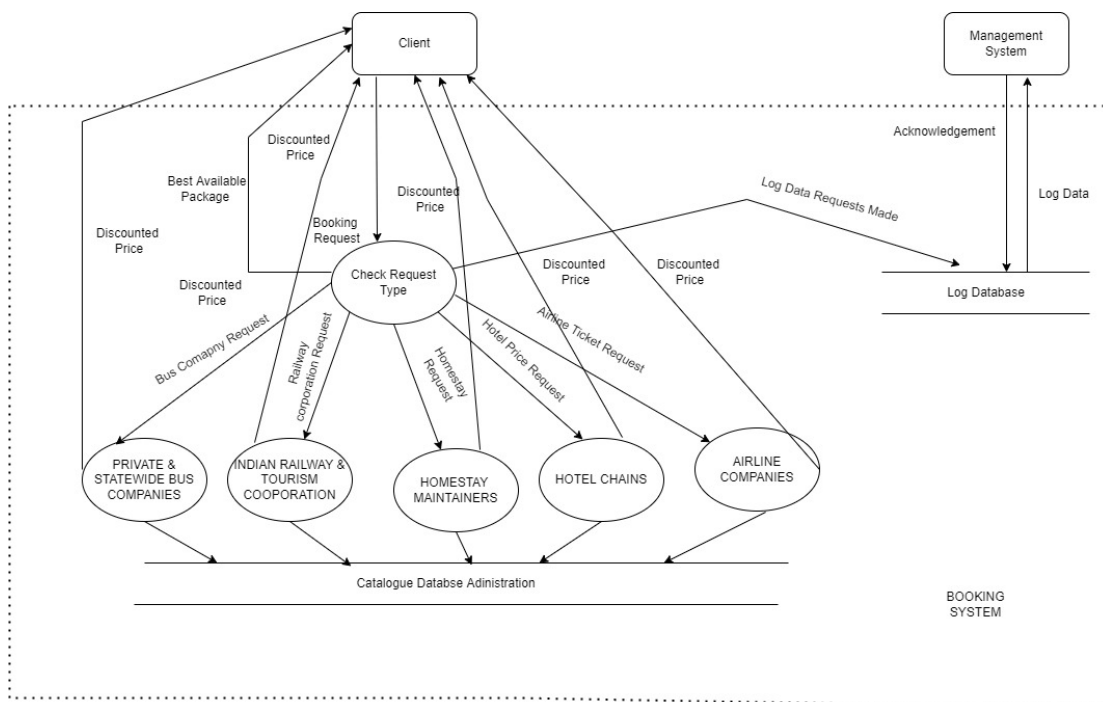 Client
Management
System
Acknowledgement
Discounted
Price
Best Available
Package
Discounted
Price
Log Data Requests Made
Log Data
Booking
Request
Discounted
Price
Discounted
Price
Discounted
Price
Discounted
Price
Check Request
Type
Log Database
Bus Comapny Request
Railway
corporation Request
Homestay
Request
Hotel Price Request
Airline Ticket Request
PRIVATE &
STATEWIDE BUS
COMPANIES
INDIAN RAILWAY &
TOURISM
COOPORATION
HOMESTAY
MAINTAINERS
HOTEL CHAINS
AIRLINE
COMPANIES
Catalogue Databse Adinistration
BOOKING
SYSTEM